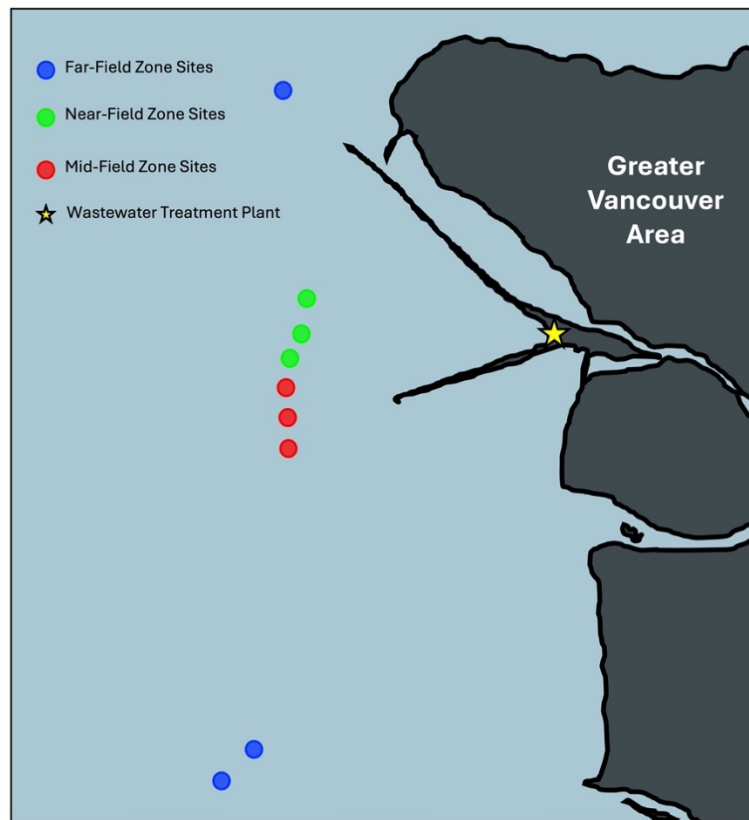 Far-Field Zone Sites
Near-Field Zone Sites
Mid-Field Zone Sites
Wastewater Treatment Plant
Greater
Vancouver
Area